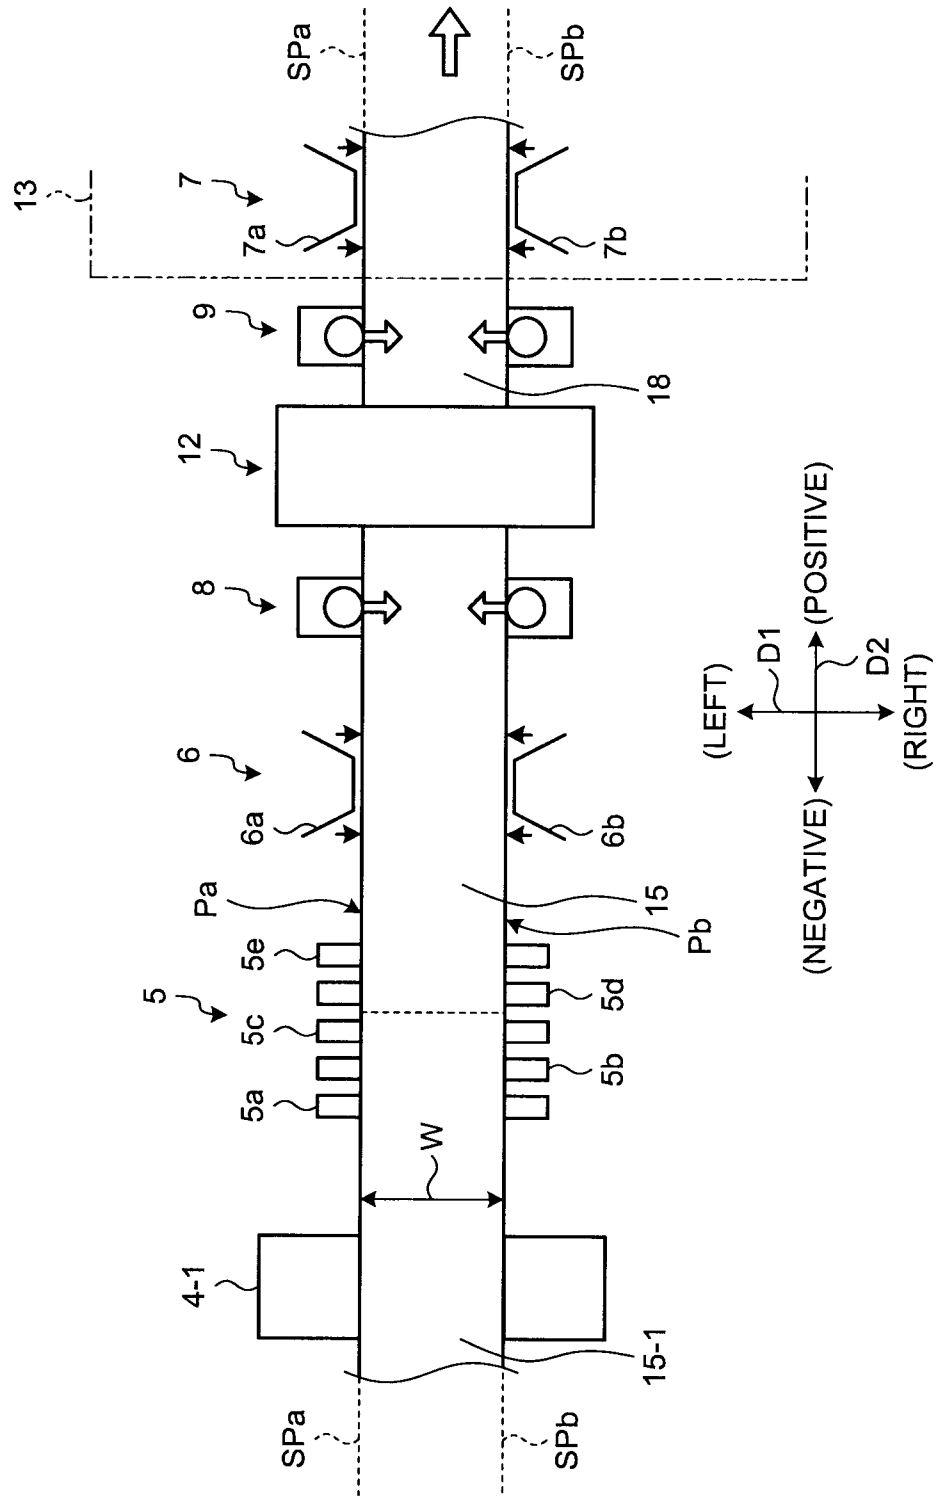 SPa
SPb
13
7
7a
7b
9
18
12
8
6
6a
6b
Pa
15
Pb
5
5e
5d
5c
5b
5a
W
4-1
15-1
SPa
SPb
(LEFT)
D1
(POSITIVE)
D2
(NEGATIVE)
(RIGHT)